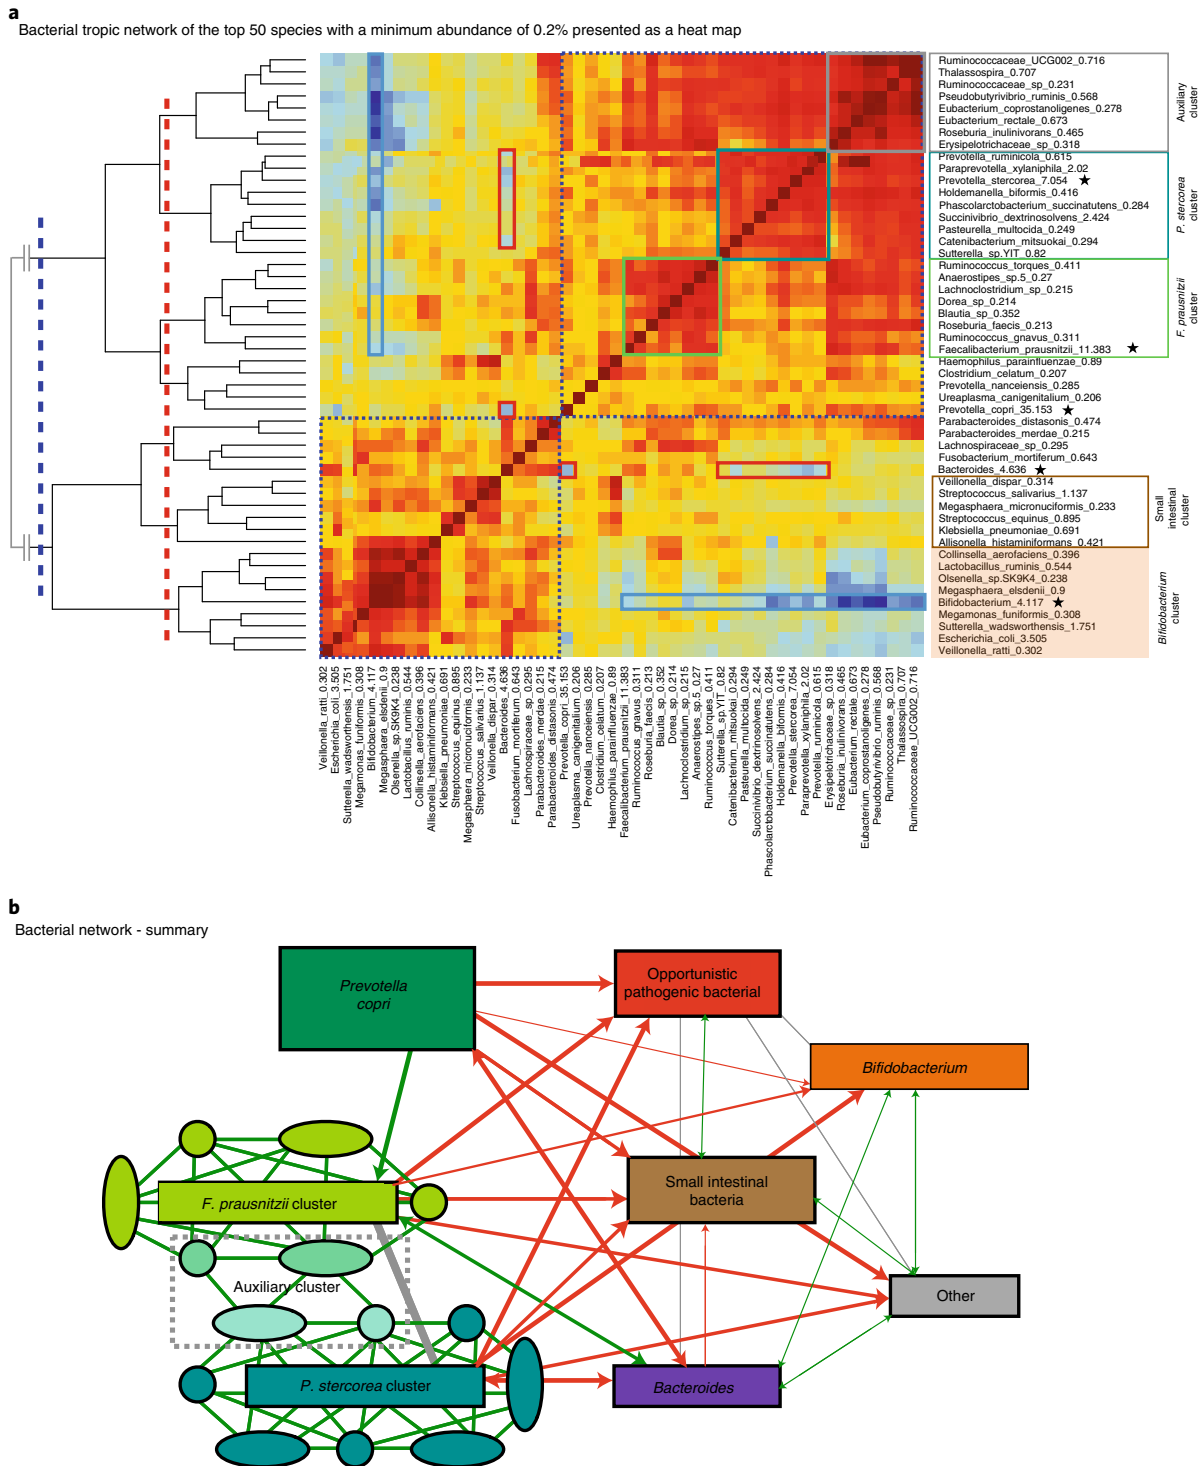 a
Bacterial tropic network of the top 50 species with a minimum abundance of 0.2% presented as a heat map
Ruminococcaceae_UCG002_0.716
Thalassospira_0.707
Ruminococcaceae_sp_0.231
Pseudobutyrivibrio_ruminis_0.568
Eubacterium_coprostanoligenes_0.278
Eubacterium_rectale_0.673
Roseburia_inulinivorans_0.465
Erysipelotrichaceae_sp_0.318
Auxiliary
cluster
Prevotella_ruminicola_0.615
Paraprevotella_xylaniphila_2.02
Prevotella_stercorea_7.054 ★
Holdemanella_biformis_0.416
Phascolarctobacterium_succinatutens_0.284
Succinivibrio_dextrinosolvens_2.424
Pasteurella_multocida_0.249
Catenibacterium_mitsuokai_0.294
Sutterella_sp.YIT_0.82
P. stercorea
cluster
Ruminococcus_torques_0.411
Anaerostipes_sp.5_0.27
Lachnoclostridium_sp_0.215
Dorea_sp_0.214
Blautia_sp_0.352
Roseburia_faecis_0.213
Ruminococcus_gnavus_0.311
Faecalibacterium_prausnitzii_11.383 ★
F. prausnitzii
cluster
Haemophilus_parainfluenzae_0.89
Clostridium_celatum_0.207
Prevotella_nanceiensis_0.285
Ureaplasma_canigenitalium_0.206
Prevotella_copri_35.153 ★
Parabacteroides_distasonis_0.474
Parabacteroides_merdae_0.215
Lachnospiraceae_sp_0.295
Fusobacterium_mortiferum_0.643
Bacteroides_4.636 ★
Veillonella_dispar_0.314
Streptococcus_salivarius_1.137
Megasphaera_micronuciformis_0.233
Streptococcus_equinus_0.895
Klebsiella_pneumoniae_0.691
Allisonella_histaminiformans_0.421
Small
intestinal
cluster
Collinsella_aerofaciens_0.396
Lactobacillus_ruminis_0.544
Olsenella_sp.SK9K4_0.238
Megasphaera_elsdenii_0.9
Bifidobacterium_4.117 ★
Megamonas_funiformis_0.308
Sutterella_wadsworthensis_1.751
Escherichia_coli_3.505
Veillonella_ratti_0.302
Bifidobacterium
cluster
Veillonella_ratti_0.302
Escherichia_coli_3.505
Sutterella_wadsworthensis_1.751
Megamonas_funiformis_0.308
Bifidobacterium_4.117
Megasphaera_elsdenii_0.9
Olsenella_sp.SK9K4_0.238
Lactobacillus_ruminis_0.544
Collinsella_aerofaciens_0.396
Allisonella_histaminiformans_0.421
Klebsiella_pneumoniae_0.691
Streptococcus_equinus_0.895
Megasphaera_micronuciformis_0.233
Streptococcus_salivarius_1.137
Veillonella_dispar_0.314
Bacteroides_4.636
Fusobacterium_mortiferum_0.643
Lachnospiraceae_sp_0.295
Parabacteroides_merdae_0.215
Parabacteroides_distasonis_0.474
Prevotella_copri_35.153
Ureaplasma_canigenitalium_0.206
Prevotella_nanceiensis_0.285
Clostridium_celatum_0.207
Haemophilus_parainfluenzae_0.89
Faecalibacterium_prausnitzii_11.383
Ruminococcus_gnavus_0.311
Roseburia_faecis_0.213
Blautia_sp_0.352
Dorea_sp_0.214
Lachnoclostridium_sp_0.215
Anaerostipes_sp.5_0.27
Ruminococcus_torques_0.411
Sutterella_sp.YIT_0.82
Catenibacterium_mitsuokai_0.294
Pasteurella_multocida_0.249
Succinivibrio_dextrinosolvens_2.424
Phascolarctobacterium_succinatutens_0.284
Holdemanella_biformis_0.416
Prevotella_stercorea_7.054
Paraprevotella_xylaniphila_2.02
Prevotella_ruminicola_0.615
Erysipelotrichaceae_sp_0.318
Roseburia_inulinivorans_0.465
Eubacterium_rectale_0.673
Eubacterium_coprostanoligenes_0.278
Pseudobutyrivibrio_ruminis_0.568
Ruminococcaceae_sp_0.231
Thalassospira_0.707
Ruminococcaceae_UCG002_0.716
b
Bacterial network - summary
Prevotella
copri
Opportunistic
pathogenic bacterial
Bifidobacterium
Small intestinal
bacteria
F. prausnitzii cluster
Auxiliary cluster
Other
P. stercorea cluster
Bacteroides